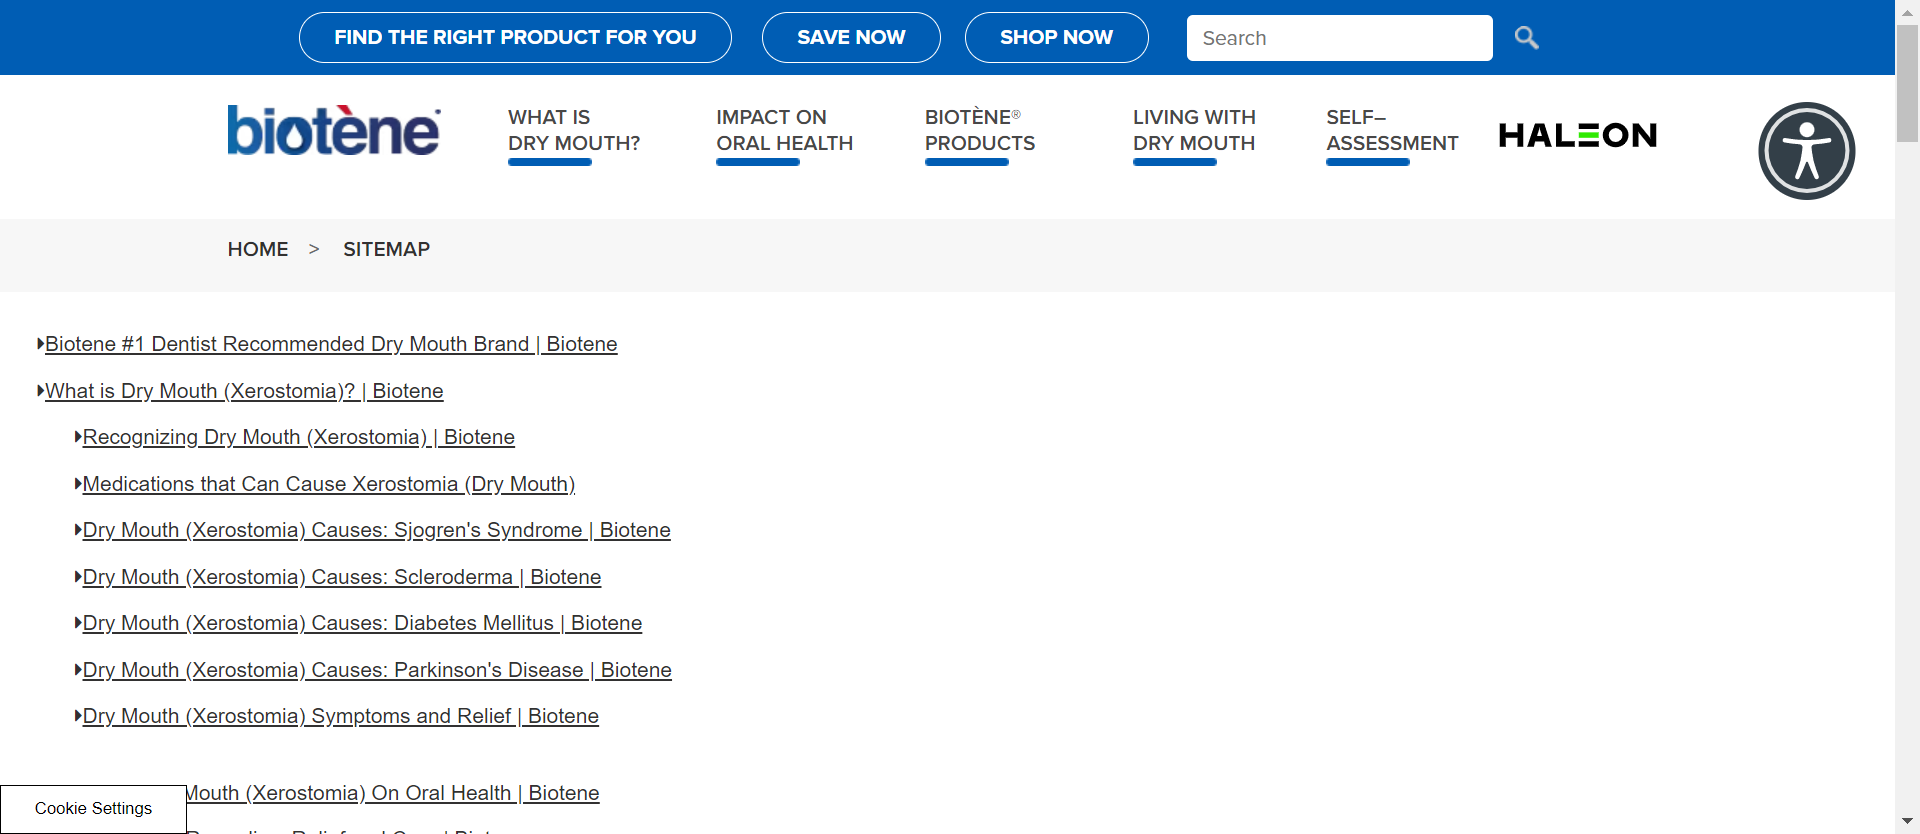 FIND THE RIGHT PRODUCT FOR YOU
SAVE NOW
SHOP NOW
Search
biotène
WHAT IS
DRY MOUTH?
IMPACT ON
ORAL HEALTH
BIOTÈNE®
PRODUCTS
LIVING WITH
DRY MOUTH
SELF–
ASSESSMENT
HALEON
HOME > SITEMAP
Biotene #1 Dentist Recommended Dry Mouth Brand | Biotene
What is Dry Mouth (Xerostomia)? | Biotene
Recognizing Dry Mouth (Xerostomia) | Biotene
Medications that Can Cause Xerostomia (Dry Mouth)
Dry Mouth (Xerostomia) Causes: Sjogren's Syndrome | Biotene
Dry Mouth (Xerostomia) Causes: Scleroderma | Biotene
Dry Mouth (Xerostomia) Causes: Diabetes Mellitus | Biotene
Dry Mouth (Xerostomia) Causes: Parkinson's Disease | Biotene
Dry Mouth (Xerostomia) Symptoms and Relief | Biotene
Mouth (Xerostomia) On Oral Health | Biotene
Cookie Settings